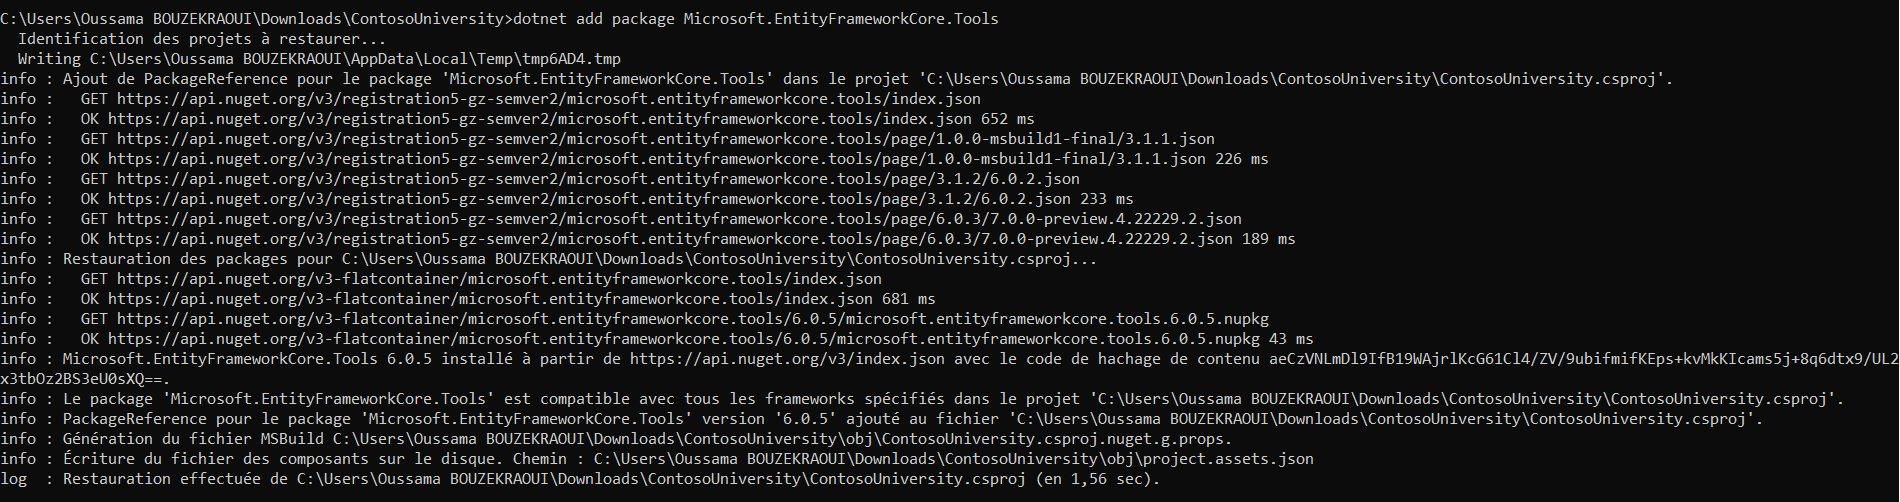 C:\Users\Oussama BOUZEKRAOUI\Downloads\ContosoUniversity>dotnet add package Microsoft.EntityFrameworkCore.Tools
  Identification des projets à restaurer...
  Writing C:\Users\Oussama BOUZEKRAOUI\AppData\Local\Temp\tmp6AD4.tmp
info : Ajout de PackageReference pour le package 'Microsoft.EntityFrameworkCore.Tools' dans le projet 'C:\Users\Oussama BOUZEKRAOUI\Downloads\ContosoUniversity\ContosoUniversity.csproj'.
info :   GET https://api.nuget.org/v3/registration5-gz-semver2/microsoft.entityframeworkcore.tools/index.json
info :   OK https://api.nuget.org/v3/registration5-gz-semver2/microsoft.entityframeworkcore.tools/index.json 652 ms
info :   GET https://api.nuget.org/v3/registration5-gz-semver2/microsoft.entityframeworkcore.tools/page/1.0.0-msbuild1-final/3.1.1.json
info :   OK https://api.nuget.org/v3/registration5-gz-semver2/microsoft.entityframeworkcore.tools/page/1.0.0-msbuild1-final/3.1.1.json 226 ms
info :   GET https://api.nuget.org/v3/registration5-gz-semver2/microsoft.entityframeworkcore.tools/page/3.1.2/6.0.2.json
info :   OK https://api.nuget.org/v3/registration5-gz-semver2/microsoft.entityframeworkcore.tools/page/3.1.2/6.0.2.json 233 ms
info :   GET https://api.nuget.org/v3/registration5-gz-semver2/microsoft.entityframeworkcore.tools/page/6.0.3/7.0.0-preview.4.22229.2.json
info :   OK https://api.nuget.org/v3/registration5-gz-semver2/microsoft.entityframeworkcore.tools/page/6.0.3/7.0.0-preview.4.22229.2.json 189 ms
info : Restauration des packages pour C:\Users\Oussama BOUZEKRAOUI\Downloads\ContosoUniversity\ContosoUniversity.csproj...
info :   GET https://api.nuget.org/v3-flatcontainer/microsoft.entityframeworkcore.tools/index.json
info :   OK https://api.nuget.org/v3-flatcontainer/microsoft.entityframeworkcore.tools/index.json 681 ms
info :   GET https://api.nuget.org/v3-flatcontainer/microsoft.entityframeworkcore.tools/6.0.5/microsoft.entityframeworkcore.tools.6.0.5.nupkg
info :   OK https://api.nuget.org/v3-flatcontainer/microsoft.entityframeworkcore.tools/6.0.5/microsoft.entityframeworkcore.tools.6.0.5.nupkg 43 ms
info : Microsoft.EntityFrameworkCore.Tools 6.0.5 installé à partir de https://api.nuget.org/v3/index.json avec le code de hachage de contenu aeCzVNLmDl9IfB19WAjrlKcG61Cl4/ZV/9ubifmifKEps+kvMkKIcams5j+8q6dtx9/UL2
x3tbOz2BS3eU0sXQ==.
info : Le package 'Microsoft.EntityFrameworkCore.Tools' est compatible avec tous les frameworks spécifiés dans le projet 'C:\Users\Oussama BOUZEKRAOUI\Downloads\ContosoUniversity\ContosoUniversity.csproj'.
info : PackageReference pour le package 'Microsoft.EntityFrameworkCore.Tools' version '6.0.5' ajouté au fichier 'C:\Users\Oussama BOUZEKRAOUI\Downloads\ContosoUniversity\ContosoUniversity.csproj'.
info : Génération du fichier MSBuild C:\Users\Oussama BOUZEKRAOUI\Downloads\ContosoUniversity\obj\ContosoUniversity.csproj.nuget.g.props.
info : Écriture du fichier des composants sur le disque. Chemin : C:\Users\Oussama BOUZEKRAOUI\Downloads\ContosoUniversity\obj\project.assets.json
log  : Restauration effectuée de C:\Users\Oussama BOUZEKRAOUI\Downloads\ContosoUniversity\ContosoUniversity.csproj (en 1,56 sec).